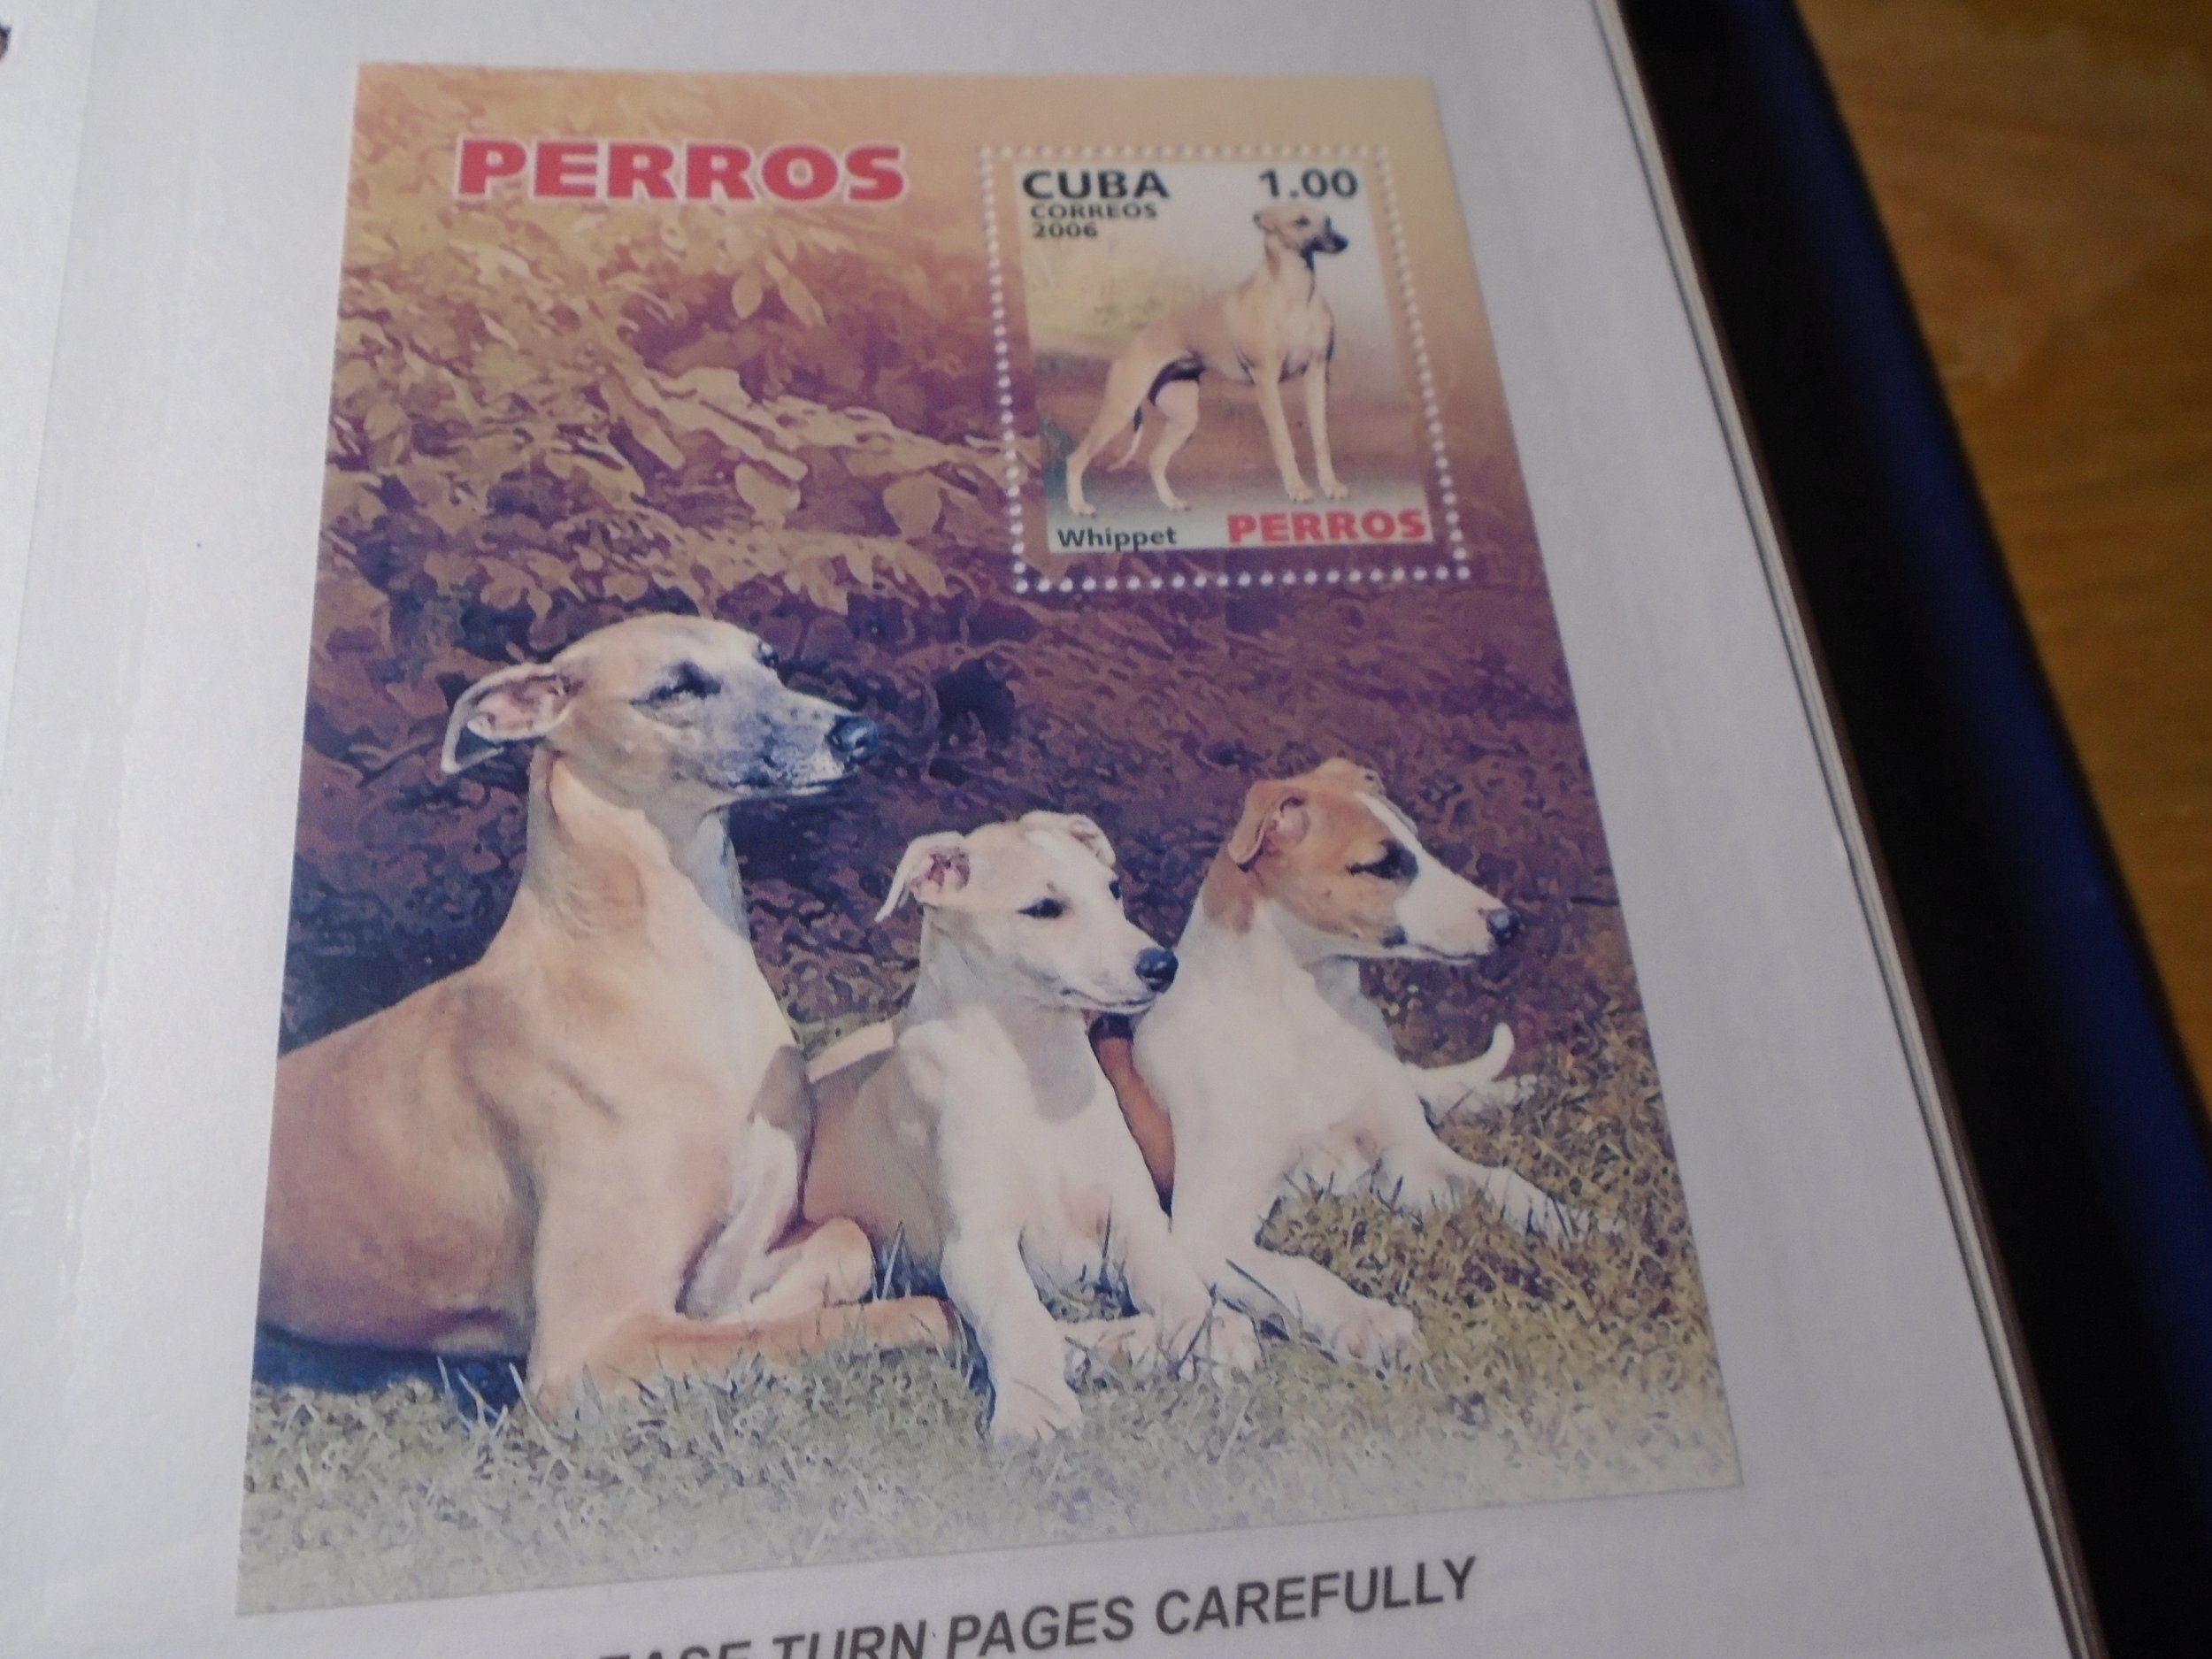 PERROS
CUBA 1.00
CORREOS
2006
Whippet PERROS
TURN PAGES CAREFULLY